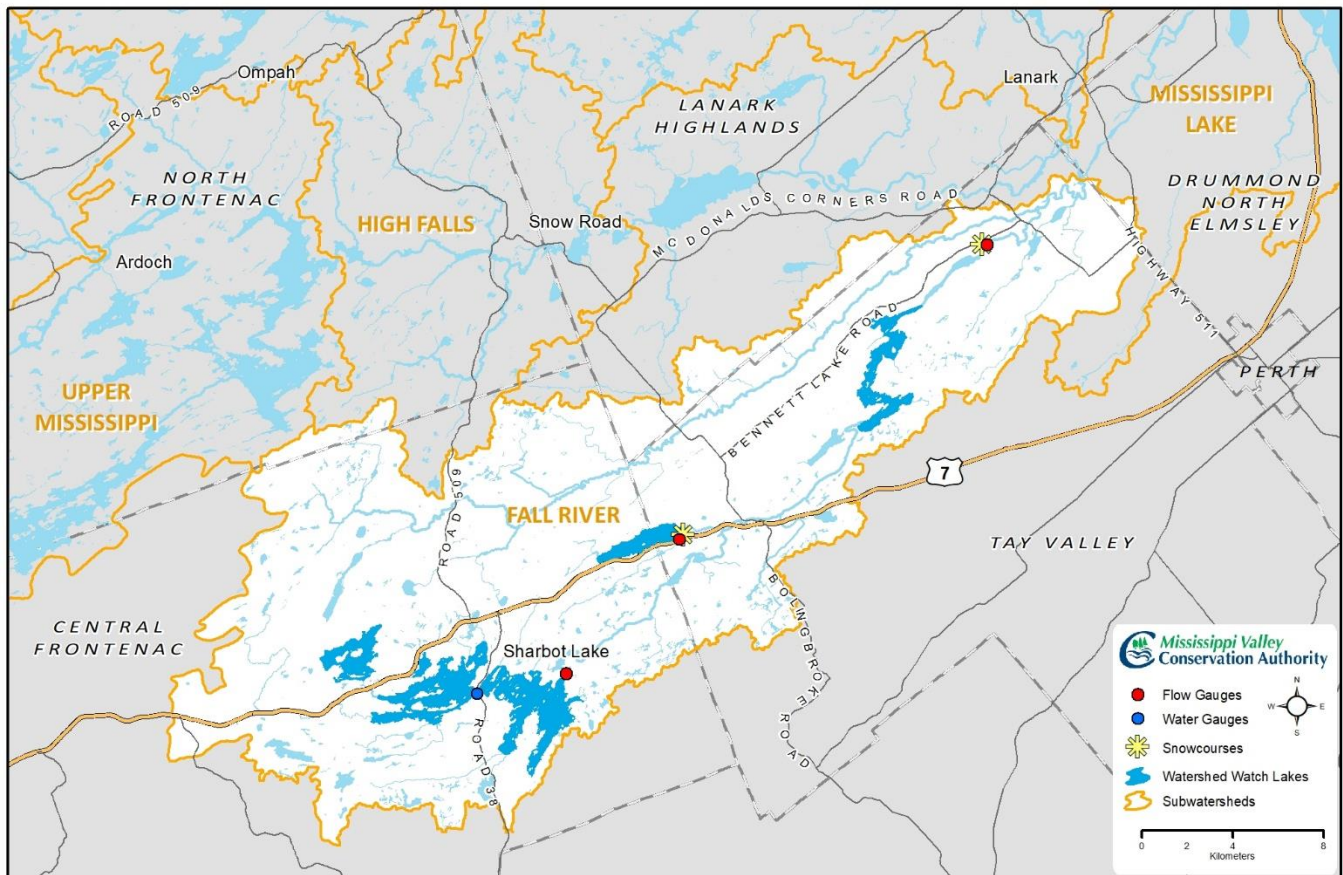 Ompah
ROAD 509
Lanark
LANARK
HIGHLANDS
MISSISSIPPI
LAKE
NORTH
FRONTENAC
HIGH FALLS
Snow Road
MCDONALDS CORNERS ROAD
DRUMMOND
NORTH
ELMSLEY
Ardoch
HIGHWAY 511
UPPER
MISSISSIPPI
BENNETT LAKE ROAD
PERTH
7
ROAD 509
FALL RIVER
TAY VALLEY
BOLINGBROKE ROAD
CENTRAL
FRONTENAC
Sharbot Lake
ROAD 38
Mississippi Valley
Conservation Authority
Flow Gauges
Water Gauges
N
W E
S
Snowcourses
Watershed Watch Lakes
Subwatersheds
0 2 4 8
Kilometers